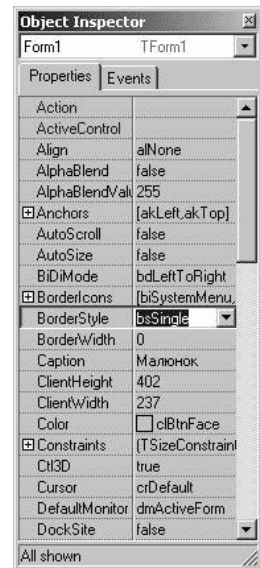 Object Inspector
Form1 TForm1
Properties Events
Action
ActiveControl
Align alNone
AlphaBlend false
AlphaBlendValu 255
Anchors [akLeft,akTop]
AutoScroll false
AutoSize false
BiDiMode bdLeftToRight
BorderIcons [biSystemMenu,
BorderStyle bsSingle
BorderWidth 0
Caption Малюнок
ClientHeight 402
ClientWidth 237
Color clBtnFace
Constraints (TSizeConstraint
Ctl3D true
Cursor crDefault
DefaultMonitor dmActiveForm
DockSite false
All shown